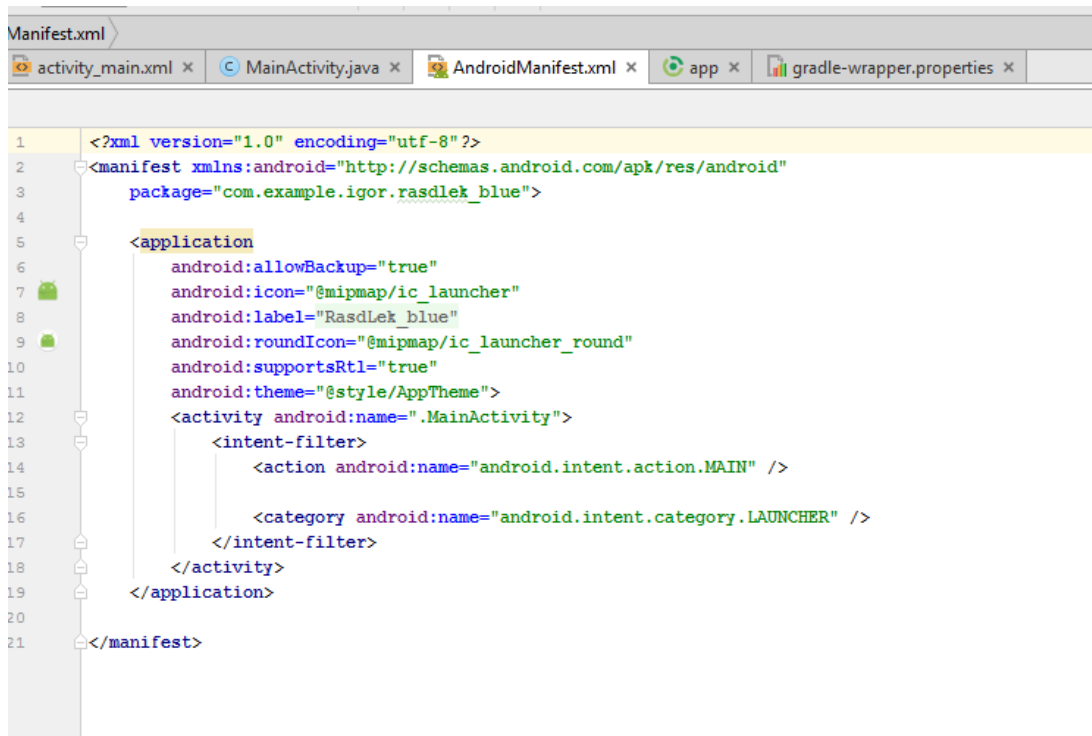 Manifest.xml
activity_main.xml × MainActivity.java × AndroidManifest.xml × app × gradle-wrapper.properties ×
1 <?xml version="1.0" encoding="utf-8"?>
2 <manifest xmlns:android="http://schemas.android.com/apk/res/android"
3 package="com.example.igor.rasdlek_blue">
4
5 <application
6 android:allowBackup="true"
7 android:icon="@mipmap/ic_launcher"
8 android:label="RasdLek_blue"
9 android:roundIcon="@mipmap/ic_launcher_round"
10 android:supportsRtl="true"
11 android:theme="@style/AppTheme">
12 <activity android:name=".MainActivity">
13 <intent-filter>
14 <action android:name="android.intent.action.MAIN" />
15
16 <category android:name="android.intent.category.LAUNCHER" />
17 </intent-filter>
18 </activity>
19 </application>
20
21 </manifest>